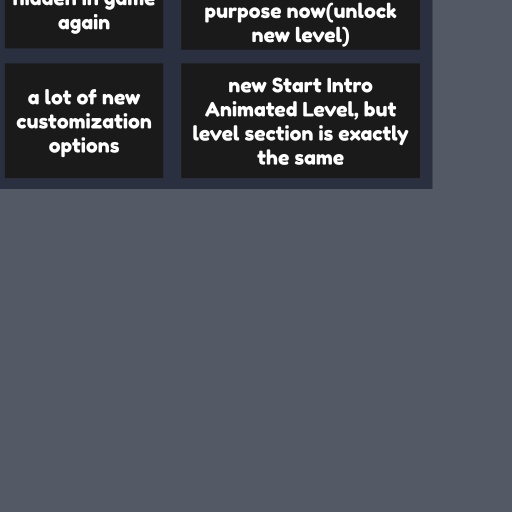 hidden in game
again
purpose now(unlock
new level)
a lot of new
customization
options
new Start Intro
Animated Level, but
level section is exactly
the same